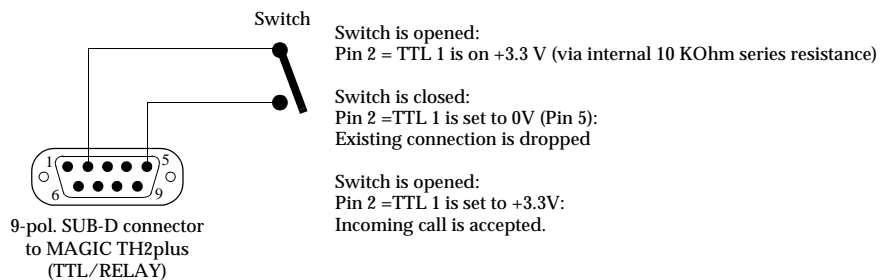 Switch
Switch is opened:
Pin 2 = TTL 1 is on +3.3 V (via internal 10 KOhm series resistance)
Switch is closed:
Pin 2 =TTL 1 is set to 0V (Pin 5):
Existing connection is dropped
Switch is opened:
Pin 2 =TTL 1 is set to +3.3V:
Incoming call is accepted.
1
5
6
9
9-pol. SUB-D connector
to MAGIC TH2plus
(TTL/RELAY)